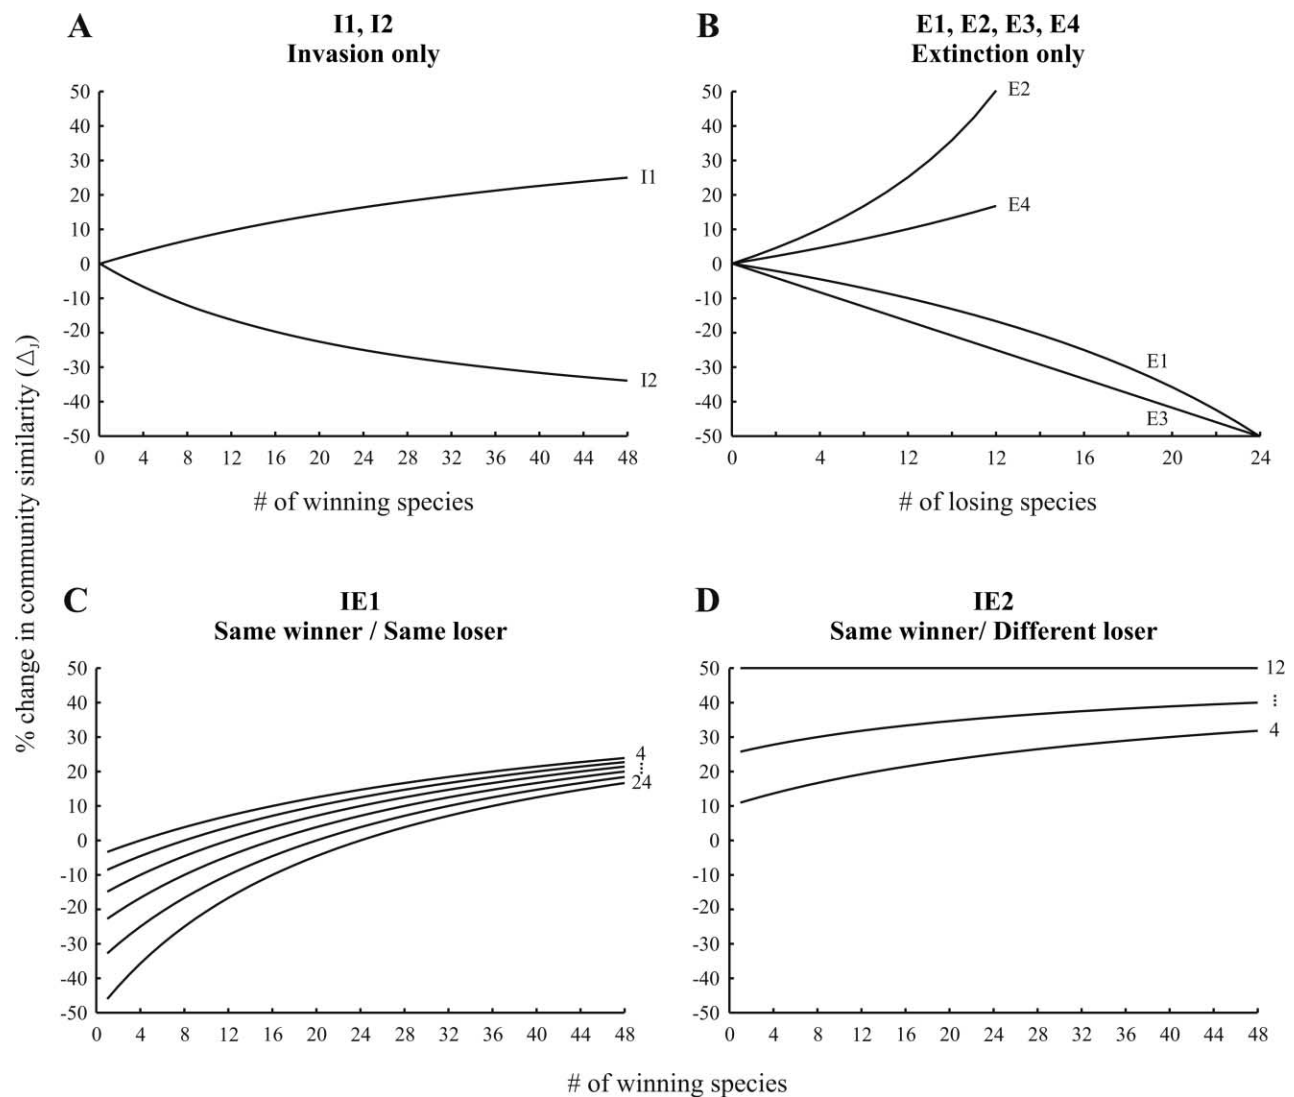 A
I1, I2
Invasion only
50
40
30
20
10
0
-10
-20
-30
-40
-50
I1
I2
0 4 8 12 16 20 24 28 32 36 40 44 48
# of winning species
B
E1, E2, E3, E4
Extinction only
50
40
30
20
10
0
-10
-20
-30
-40
-50
E2
E4
E1
E3
0 4 12 12 16 20 24
# of losing species
% change in community similarity (△J)
C
IE1
Same winner / Same loser
50
40
30
20
10
0
-10
-20
-30
-40
-50
4
⋮
24
0 4 8 12 16 20 24 28 32 36 40 44 48
D
IE2
Same winner/ Different loser
50
40
30
20
10
0
-10
-20
-30
-40
-50
12
⋮
4
0 4 8 12 16 20 24 28 32 36 40 44 48
# of winning species